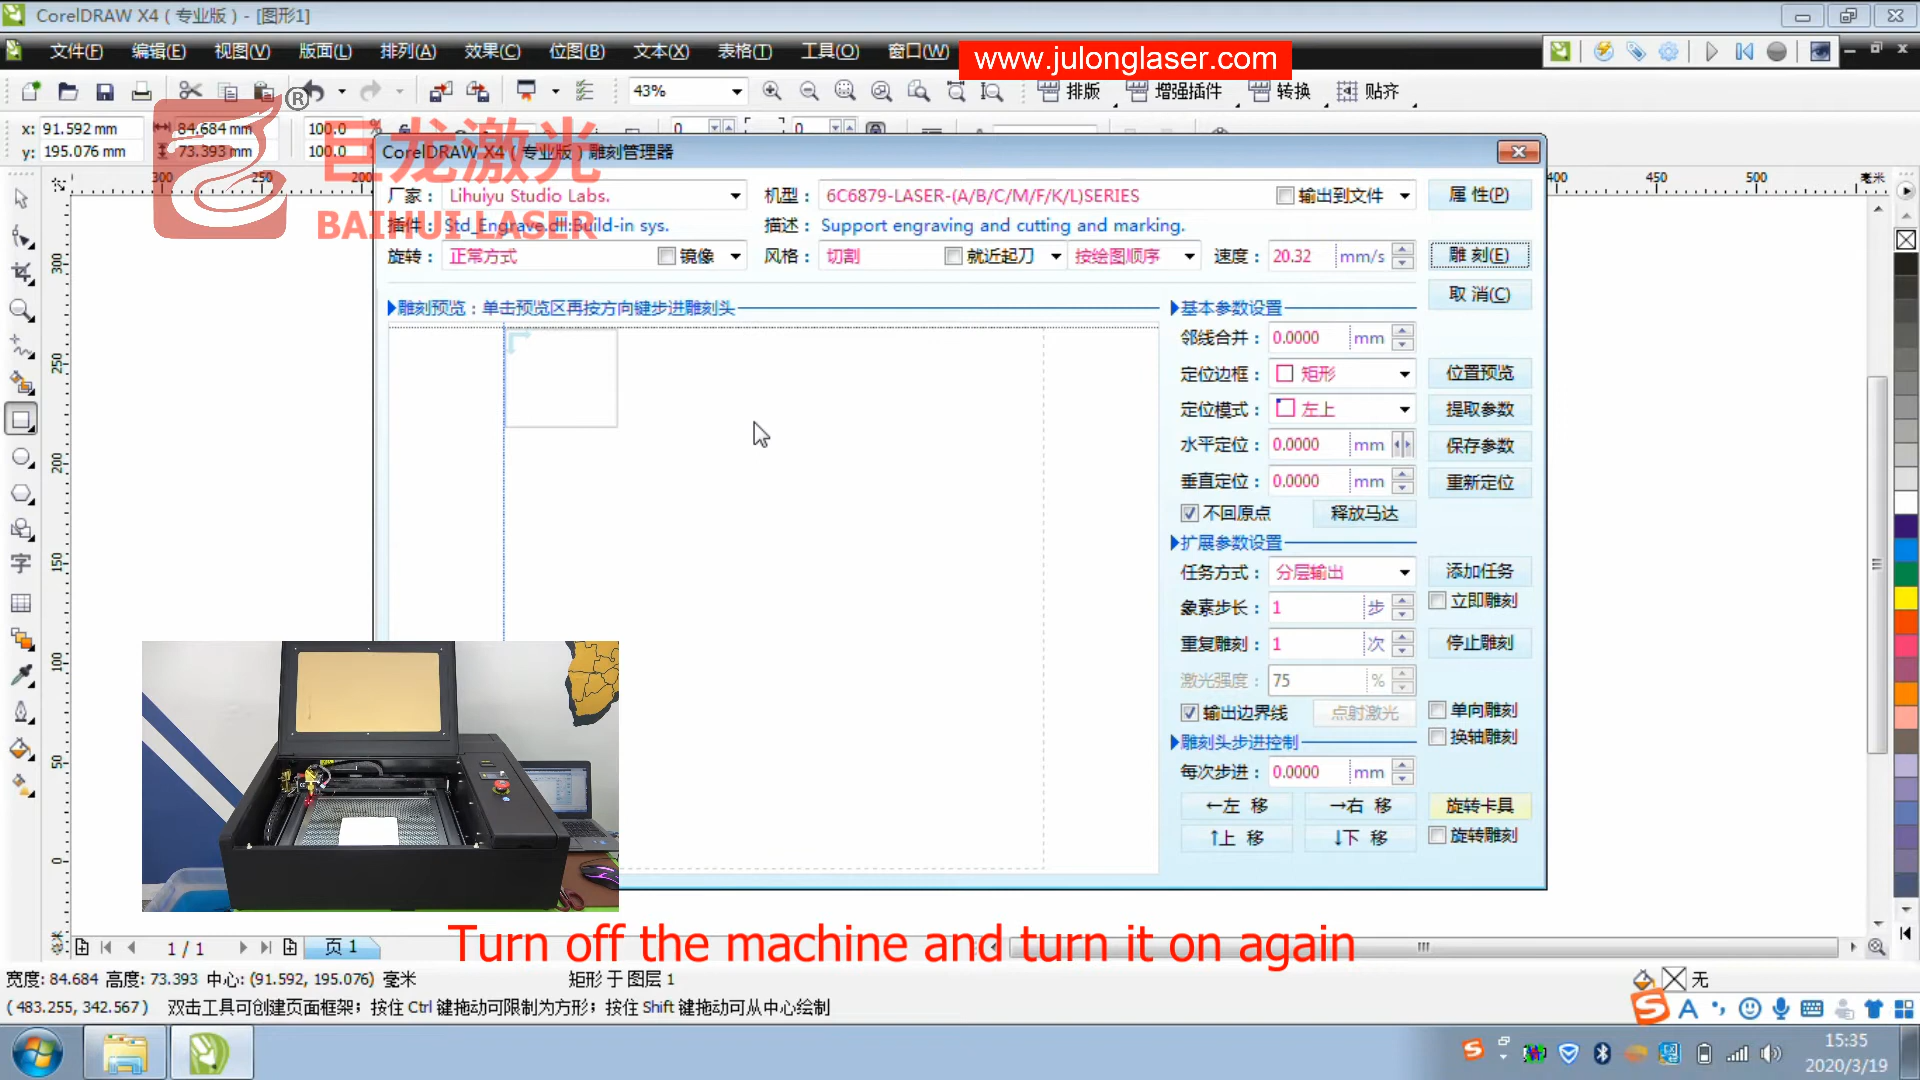 CorelDRAW X4（专业版）- [图形1]
文件(F) 编辑(E) 视图(V) 版面(L) 排列(A) 效果(C) 位图(B) 文本(X) 表格(T) 工具(O) 窗口(W)
www.julonglaser.com
43%
排版 增强插件 转换 贴齐
x: 91.592 mm 84.684 mm 100.0 % 0 0
y: 195.076 mm 73.393 mm 100.0
巨龙激光®
BAIHUI LASER
300 250 200 400 450 500 毫米
300
250
200
150
100
50
0
CorelDRAW X4（专业版）雕刻管理器
厂家： Lihuiyu Studio Labs. 机型： 6C6879-LASER-(A/B/C/M/F/K/L)SERIES 输出到文件 属 性(P)
插件： Std_Engrave.dll:Build-in sys. 描述： Support engraving and cutting and marking.
旋转： 正常方式 镜像 风格： 切割 就近起刀 按绘图顺序 速度： 20.32 mm/s 雕 刻(E)
取 消(C)
雕刻预览：单击预览区再按方向键步进雕刻头
基本参数设置
邻线合并： 0.0000 mm
定位边框： 矩形 位置预览
定位模式： 左上 提取参数
水平定位： 0.0000 mm 保存参数
垂直定位： 0.0000 mm 重新定位
不回原点 释放马达
扩展参数设置
任务方式： 分层输出 添加任务
象素步长： 1 步 立即雕刻
重复雕刻： 1 次 停止雕刻
激光强度： 75 %
输出边界线 点射激光 单向雕刻
雕刻头步进控制 换轴雕刻
每次步进： 0.0000 mm
←左 移 →右 移 旋转卡具
↑上 移 ↓下 移 旋转雕刻
1 / 1 页 1
Turn off the machine and turn it on again
宽度: 84.684 高度: 73.393 中心: (91.592, 195.076) 毫米 矩形 于 图层 1 无
( 483.255, 342.567 ) 双击工具可创建页面框架；按住 Ctrl 键拖动可限制为方形；按住 Shift 键拖动可从中心绘制
15:35
2020/3/19